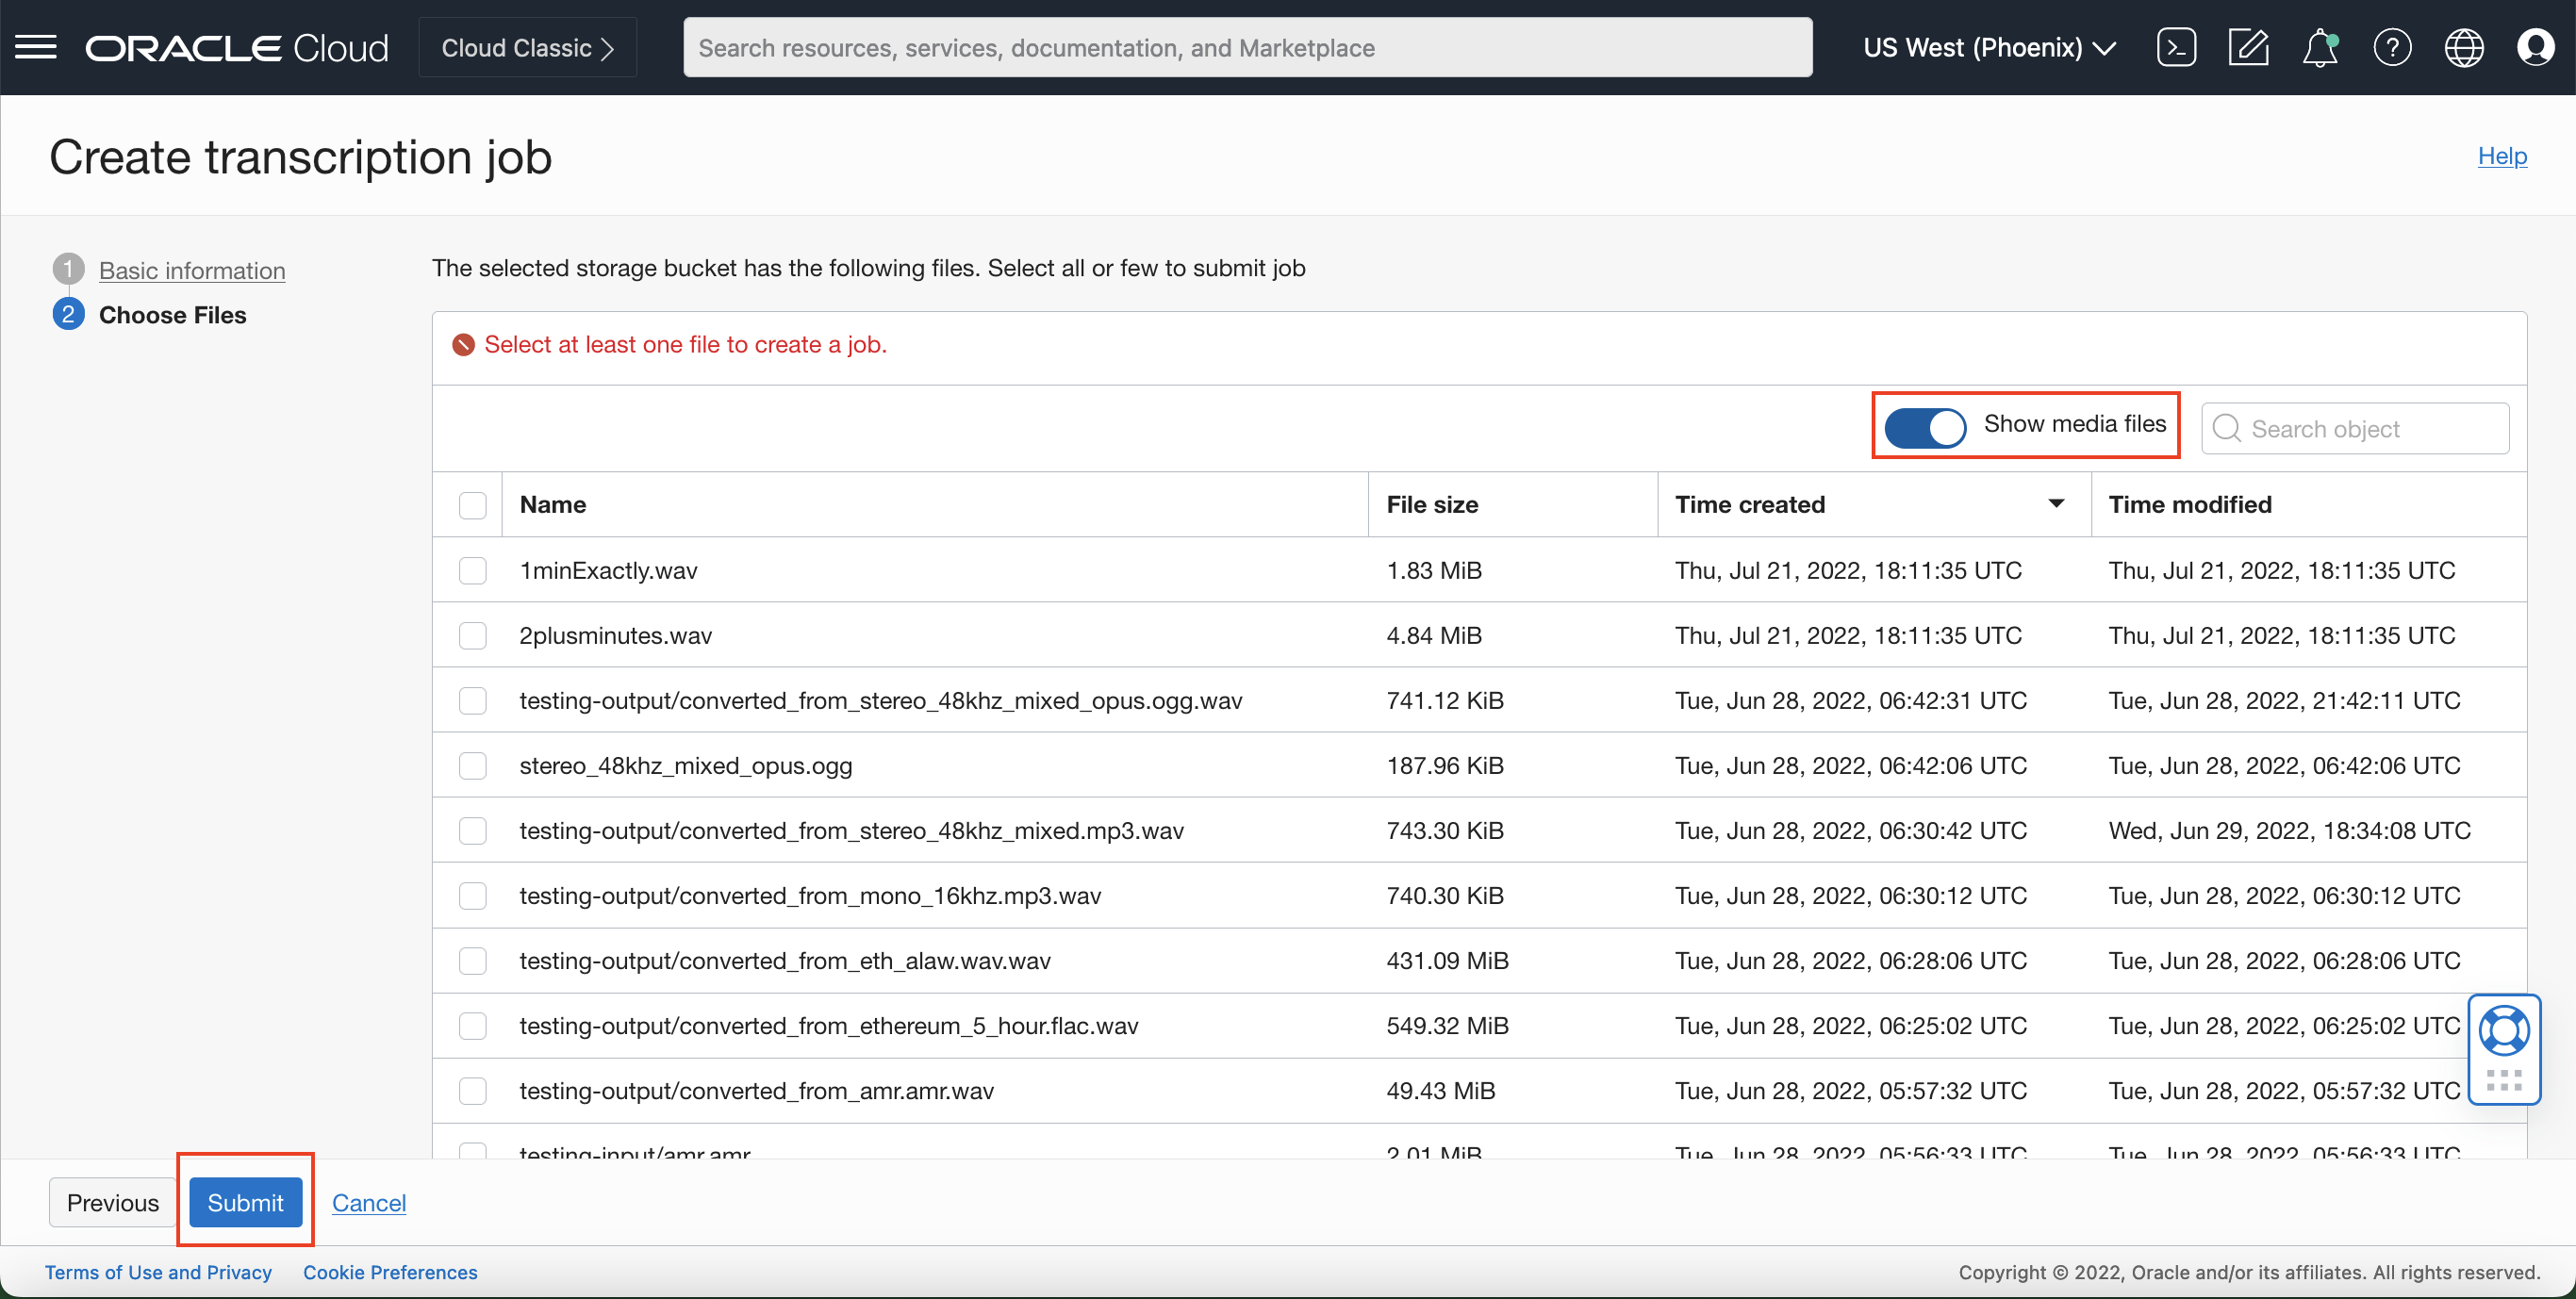 ORACLE Cloud
Cloud Classic
Search resources, services, documentation, and Marketplace
US West (Phoenix)
Create transcription job
Help
1 Basic information
2 Choose Files
The selected storage bucket has the following files. Select all or few to submit job
Select at least one file to create a job.
Show media files
Search object
Name File size Time created Time modified
1minExactly.wav 1.83 MiB Thu, Jul 21, 2022, 18:11:35 UTC Thu, Jul 21, 2022, 18:11:35 UTC
2plusminutes.wav 4.84 MiB Thu, Jul 21, 2022, 18:11:35 UTC Thu, Jul 21, 2022, 18:11:35 UTC
testing-output/converted_from_stereo_48khz_mixed_opus.ogg.wav 741.12 KiB Tue, Jun 28, 2022, 06:42:31 UTC Tue, Jun 28, 2022, 21:42:11 UTC
stereo_48khz_mixed_opus.ogg 187.96 KiB Tue, Jun 28, 2022, 06:42:06 UTC Tue, Jun 28, 2022, 06:42:06 UTC
testing-output/converted_from_stereo_48khz_mixed.mp3.wav 743.30 KiB Tue, Jun 28, 2022, 06:30:42 UTC Wed, Jun 29, 2022, 18:34:08 UTC
testing-output/converted_from_mono_16khz.mp3.wav 740.30 KiB Tue, Jun 28, 2022, 06:30:12 UTC Tue, Jun 28, 2022, 06:30:12 UTC
testing-output/converted_from_eth_alaw.wav.wav 431.09 MiB Tue, Jun 28, 2022, 06:28:06 UTC Tue, Jun 28, 2022, 06:28:06 UTC
testing-output/converted_from_ethereum_5_hour.flac.wav 549.32 MiB Tue, Jun 28, 2022, 06:25:02 UTC Tue, Jun 28, 2022, 06:25:02 UTC
testing-output/converted_from_amr.amr.wav 49.43 MiB Tue, Jun 28, 2022, 05:57:32 UTC Tue, Jun 28, 2022, 05:57:32 UTC
testing-input/amr.amr 2.01 MiB Tue, Jun 28, 2022, 05:56:33 UTC Tue, Jun 28, 2022, 05:56:33 UTC
Previous Submit Cancel
Terms of Use and Privacy Cookie Preferences
Copyright © 2022, Oracle and/or its affiliates. All rights reserved.